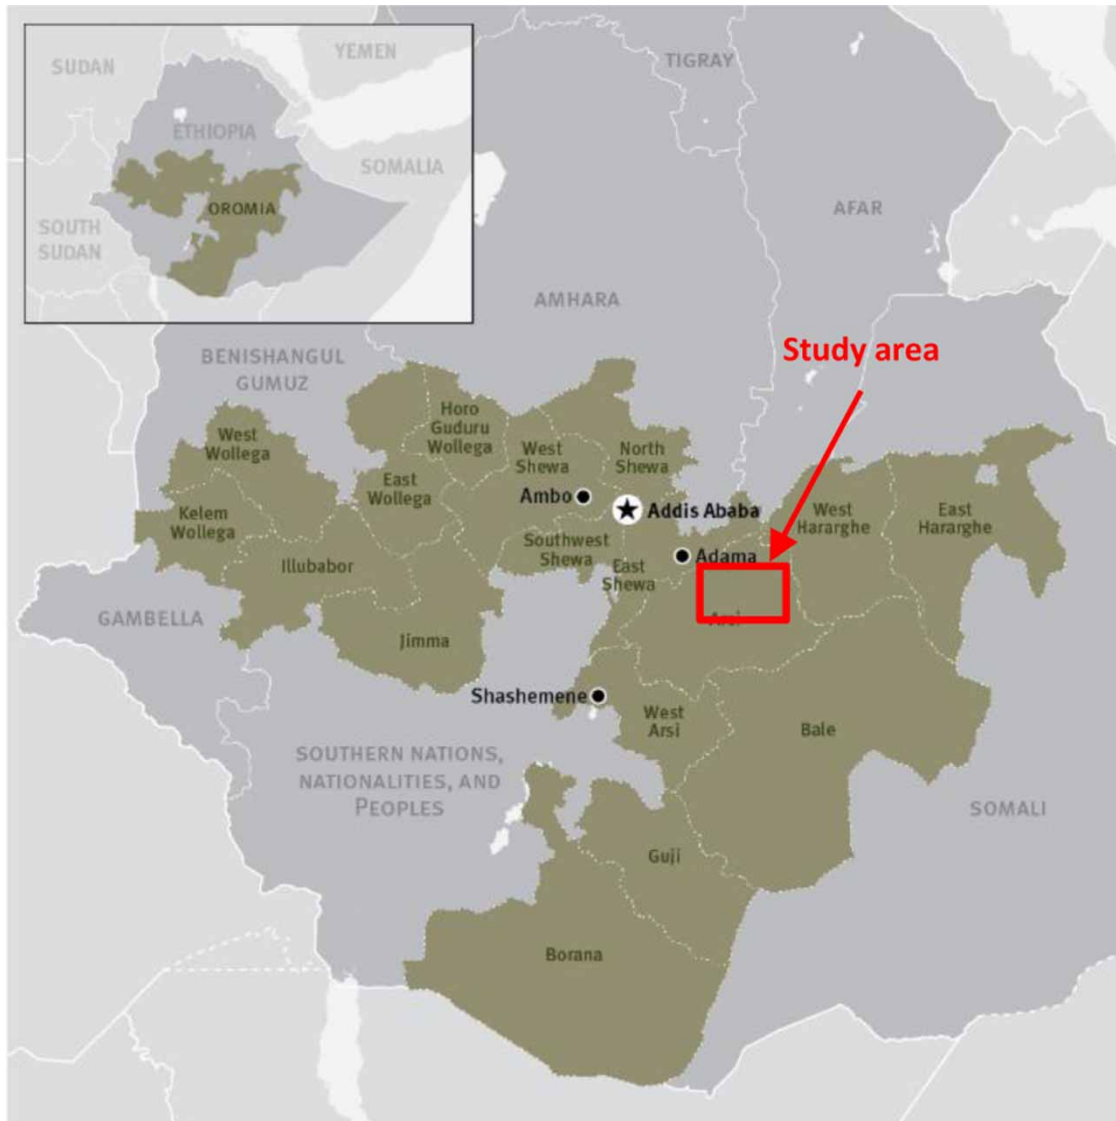 SUDAN
YEMEN
ETHIOPIA
SOMALIA
OROMIA
SOUTH
SUDAN
TIGRAY
AFAR
AMHARA
Study area
BENISHANGUL
GUMUZ
Horo
Guduru
Wollega
West
Wollega
West
Shewa
North
Shewa
East
Wollega
Ambo
Addis Ababa
Kelem
Wollega
West
Hararghe
East
Hararghe
Southwest
Shewa
Adama
Illubabor
East
Shewa
GAMBELLA
Arsi
Jimma
Shashemene
West
Arsi
Bale
SOUTHERN NATIONS,
NATIONALITIES, AND
PEOPLES
SOMALI
Guji
Borana